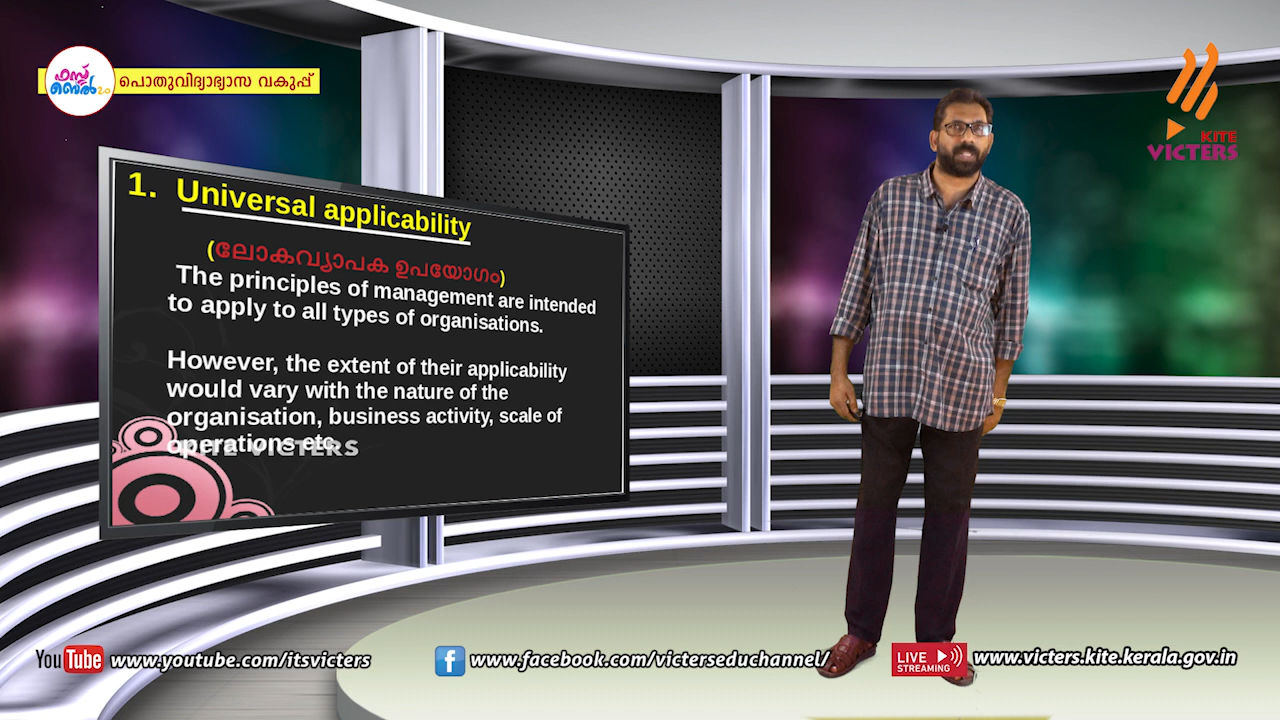 ഫസ്റ്റ്
ബെൽ 2.0
പൊതുവിദ്യാഭ്യാസ വകുപ്പ്
KITE
VICTERS
1. Universal applicability
(ലോകവ്യാപക ഉപയോഗം)
The principles of management are intended
to apply to all types of organisations.
However, the extent of their applicability
would vary with the nature of the
organisation, business activity, scale of
operations etc.
KITE VICTERS
You Tube www.youtube.com/itsvicters
f www.facebook.com/victerseduchannel/
LIVE
STREAMING
www.victers.kite.kerala.gov.in